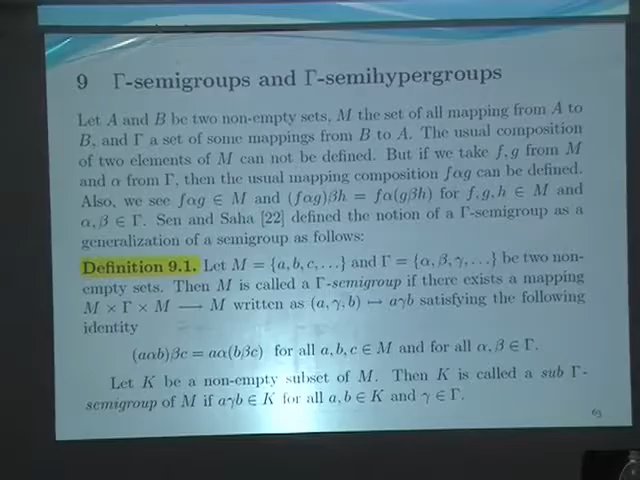 9 Γ-semigroups and Γ-semihypergroups
Let A and B be two non-empty sets, M the set of all mapping from A to
B, and Γ a set of some mappings from B to A. The usual composition
of two elements of M can not be defined. But if we take f, g from M
and α from Γ, then the usual mapping composition fαg can be defined.
Also, we see fαg ∈ M and (fαg)βh = fα(gβh) for f, g, h ∈ M and
α, β ∈ Γ. Sen and Saha [22] defined the notion of a Γ-semigroup as a
generalization of a semigroup as follows:
Definition 9.1. Let M = {a, b, c, ...} and Γ = {α, β, γ, ...} be two non-
empty sets. Then M is called a Γ-semigroup if there exists a mapping
M × Γ × M ⟶ M written as (a, γ, b) ↦ aγb satisfying the following
identity
(aαb)βc = aα(bβc) for all a, b, c ∈ M and for all α, β ∈ Γ.
Let K be a non-empty subset of M. Then K is called a sub Γ-
semigroup of M if aγb ∈ K for all a, b ∈ K and γ ∈ Γ.
63